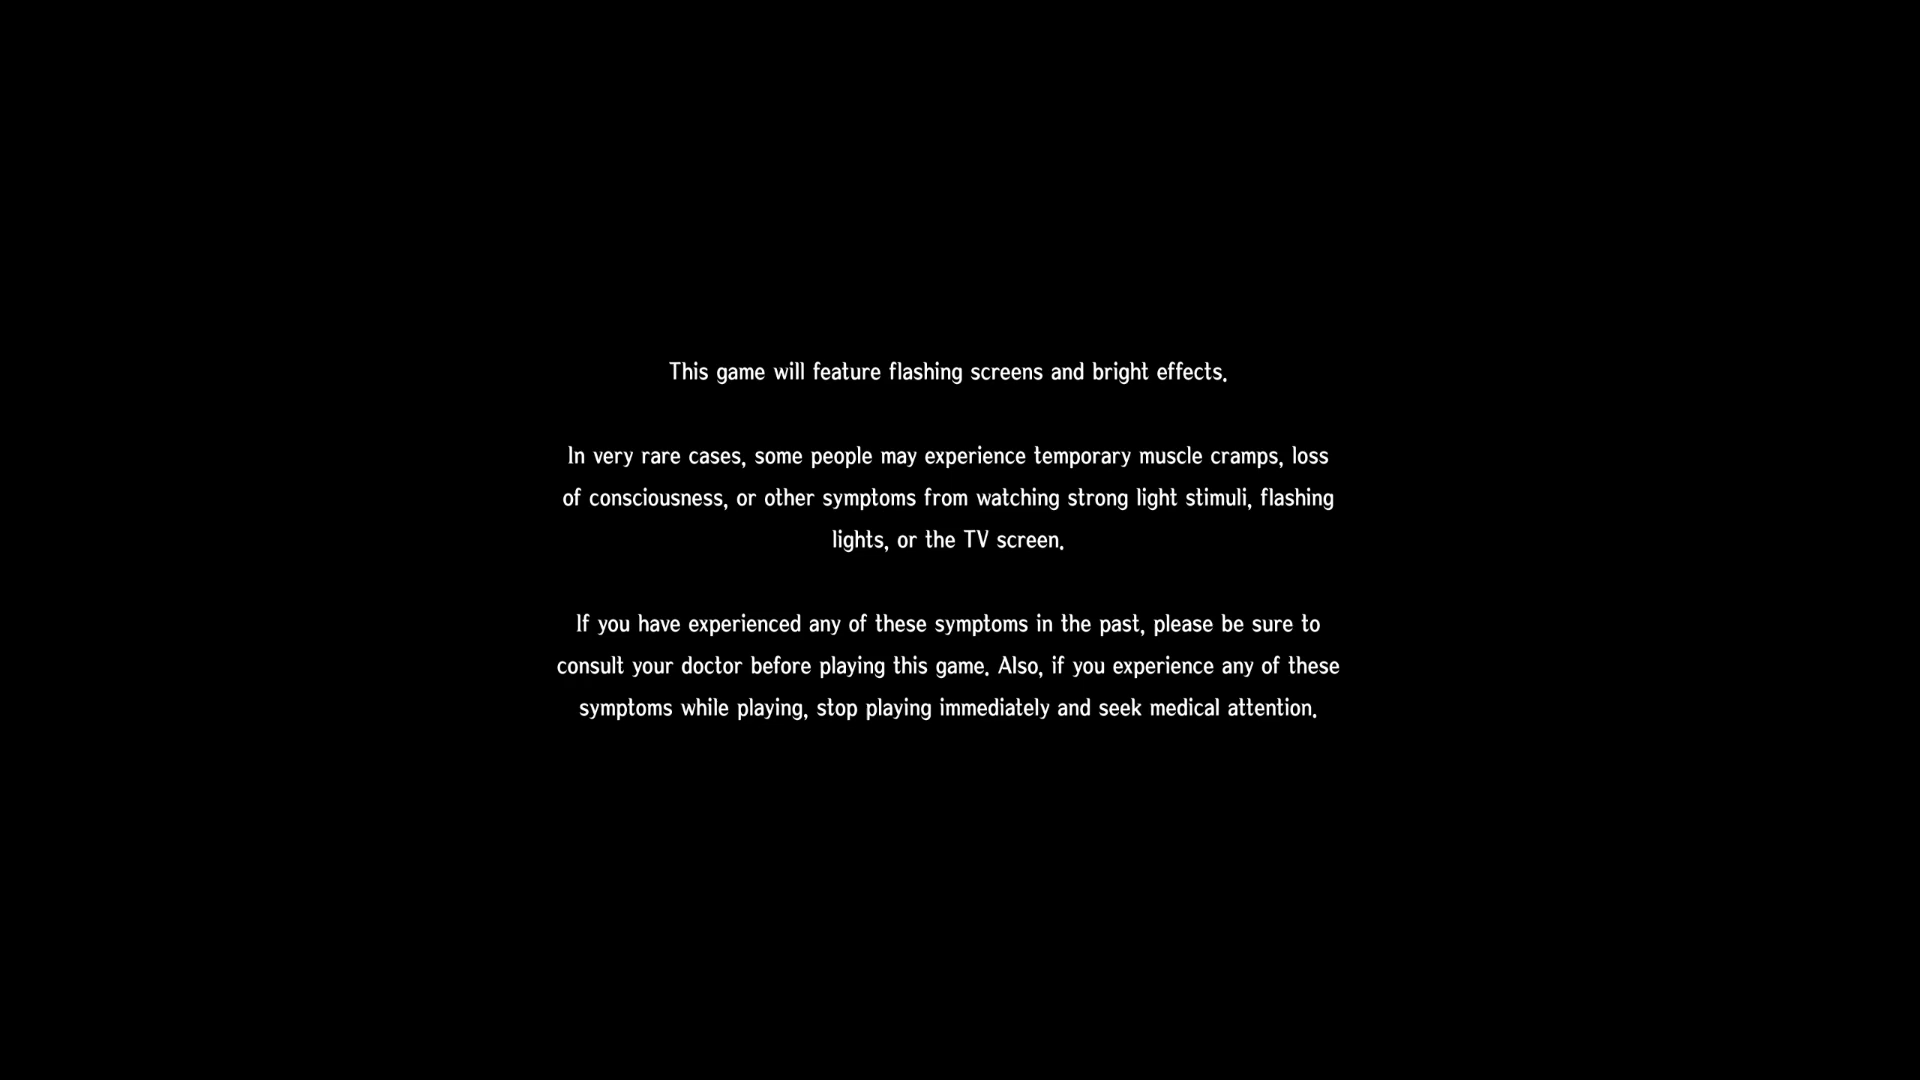 This game will feature flashing screens and bright effects.
In very rare cases, some people may experience temporary muscle cramps, loss
of consciousness, or other symptoms from watching strong light stimuli, flashing
lights, or the TV screen.
If you have experienced any of these symptoms in the past, please be sure to
consult your doctor before playing this game. Also, if you experience any of these
symptoms while playing, stop playing immediately and seek medical attention.